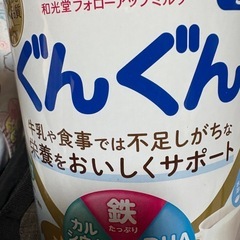 和光堂フォローアップミルク
ぐんぐん
牛乳や食事では不足しがちな
栄養をおいしくサポート
鉄
たっぷり
カル